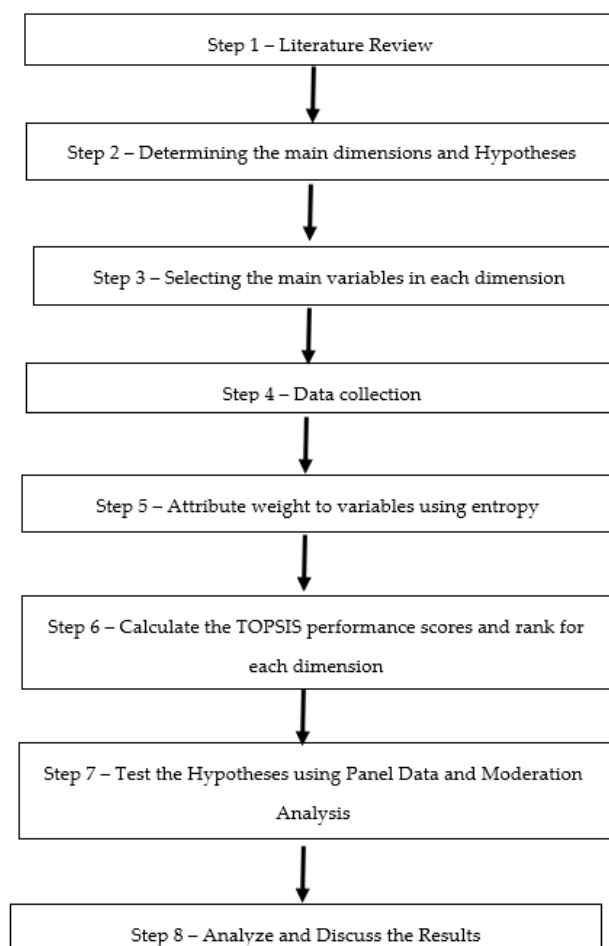 Step 1 – Literature Review
Step 2 – Determining the main dimensions and Hypotheses
Step 3 – Selecting the main variables in each dimension
Step 4 – Data collection
Step 5 – Attribute weight to variables using entropy
Step 6 – Calculate the TOPSIS performance scores and rank for
each dimension
Step 7 – Test the Hypotheses using Panel Data and Moderation
Analysis
Step 8 – Analyze and Discuss the Results